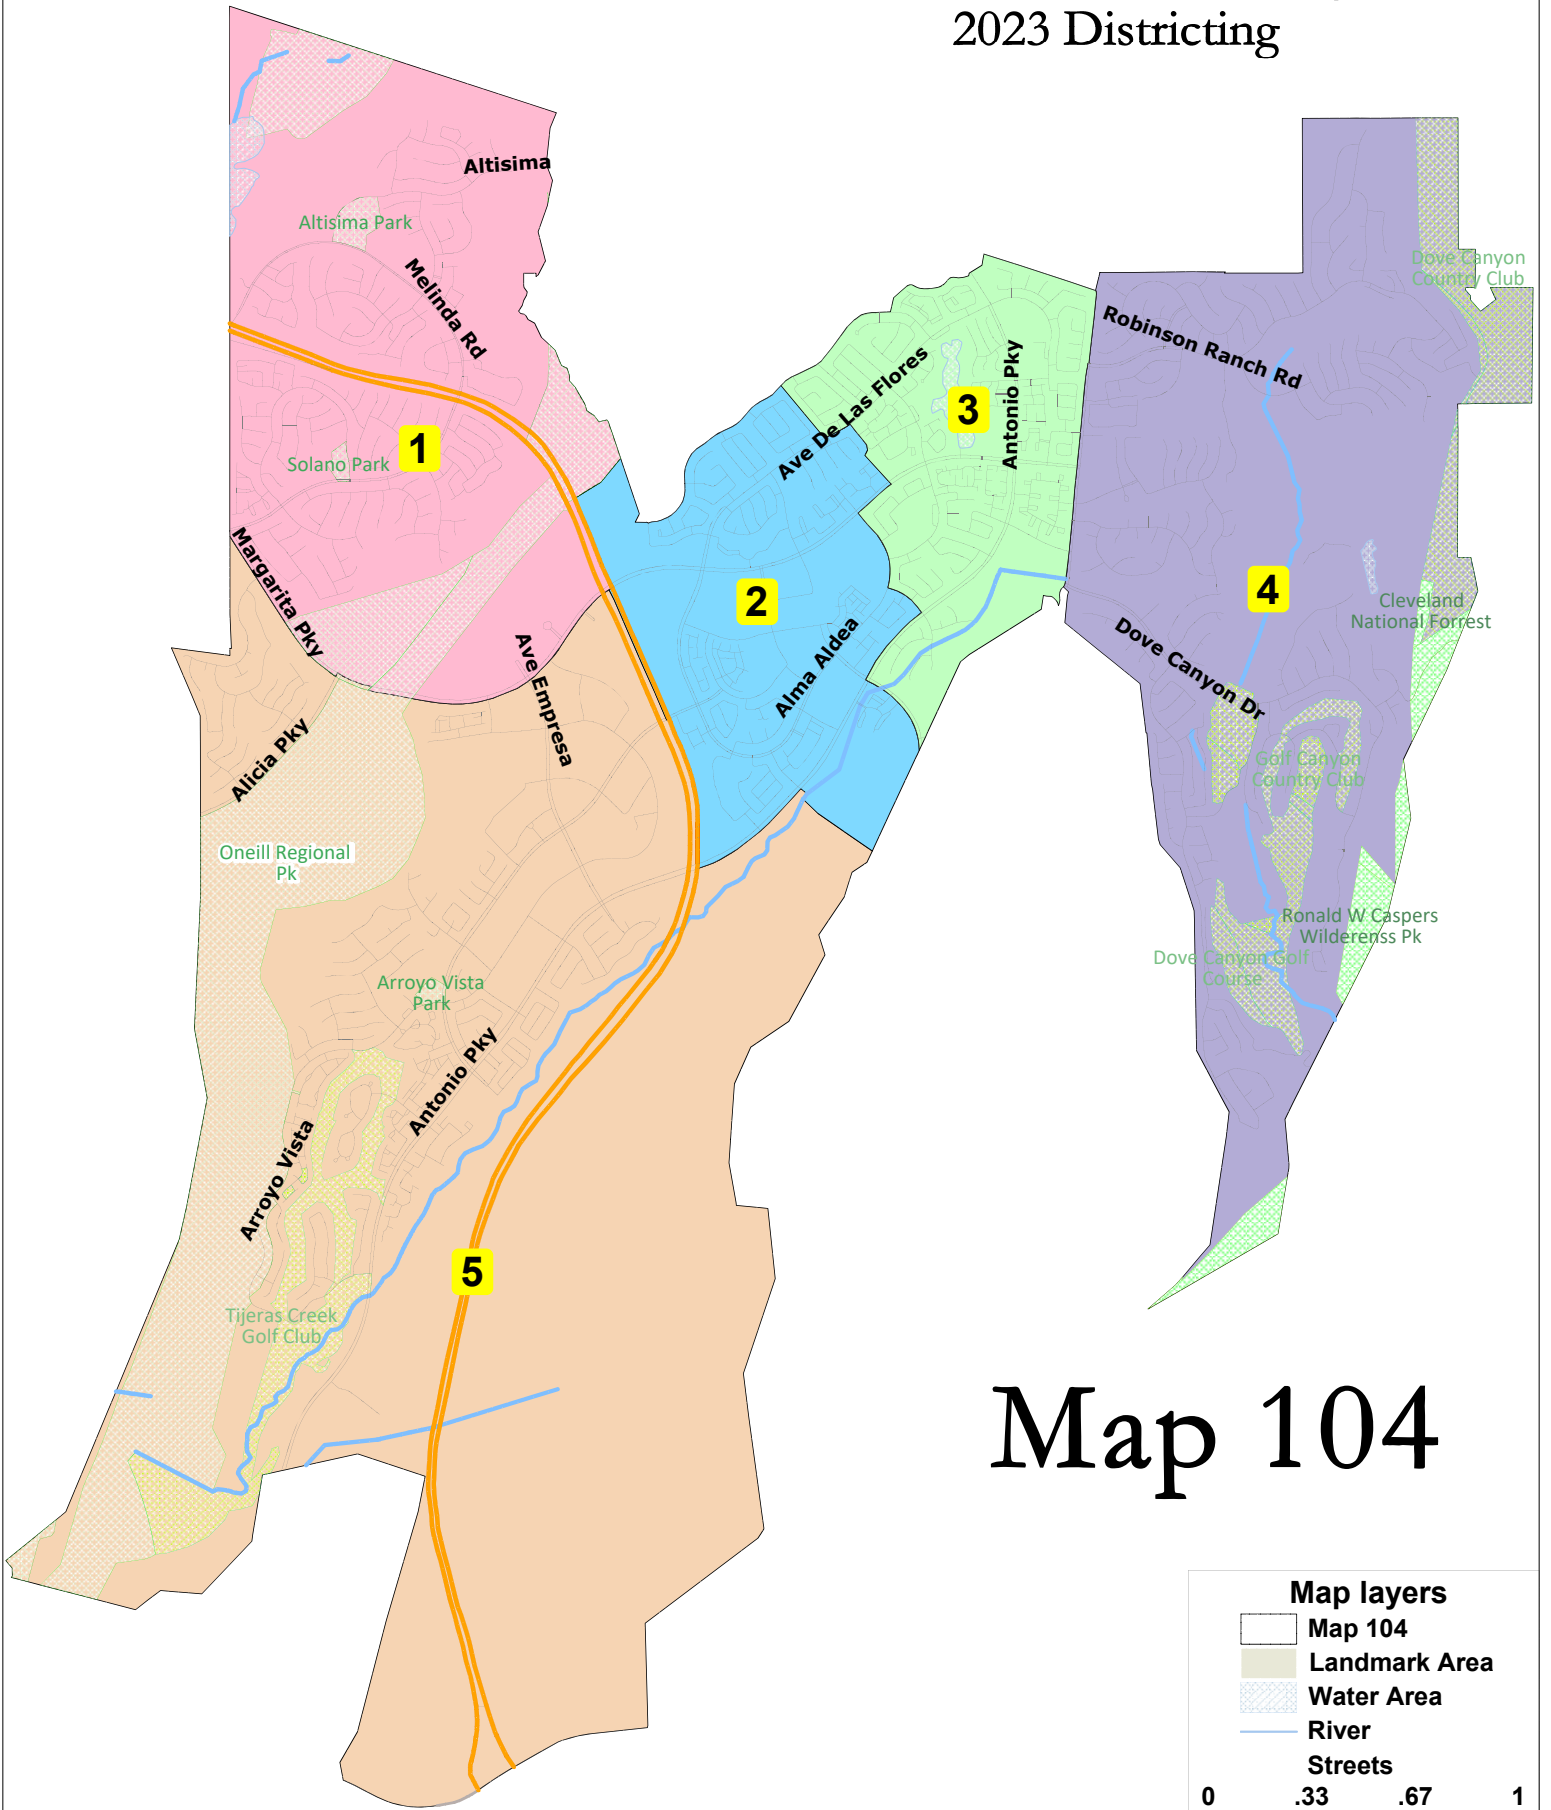 2023 Districting
Altisima
Altisima Park
Melinda Rd
Dove Canyon
Country Club
Robinson Ranch Rd
Ave De Las Flores
Antonio Pky
3
1
Solano Park
Margarita Pky
2
4
Cleveland
National Forrest
Alma Aldea
Dove Canyon Dr
Ave Empresa
Alicia Pky
Golf Canyon
Country Club
Oneill Regional
Pk
Ronald W Caspers
Wilderenss Pk
Dove Canyon Golf
Course
Arroyo Vista
Park
Antonio Pky
Arroyo Vista
5
Tijeras Creek
Golf Club
Map 104
Map layers
Map 104
Landmark Area
Water Area
River
Streets
0 .33 .67 1